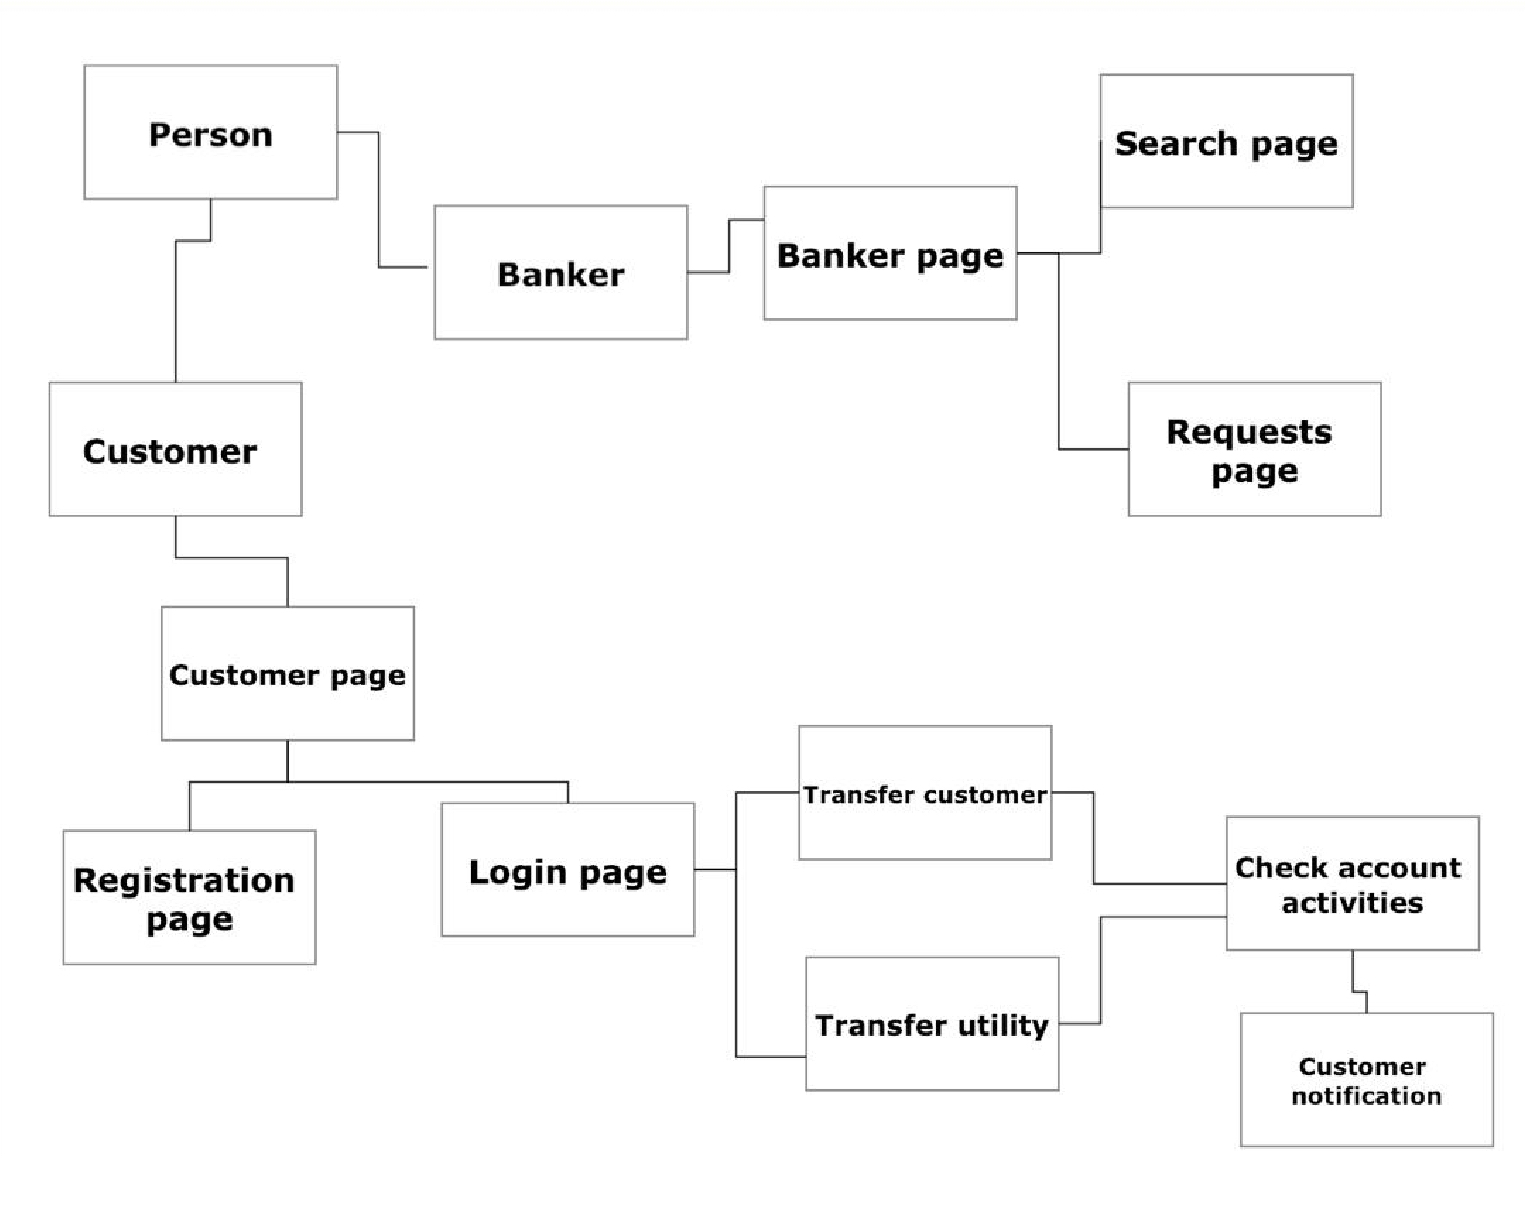 Person
Search page
Banker page
Banker
Requests
page
Customer
Customer page
Transfer customer
Registration
page
Login page
Check account
activities
Transfer utility
Customer
notification